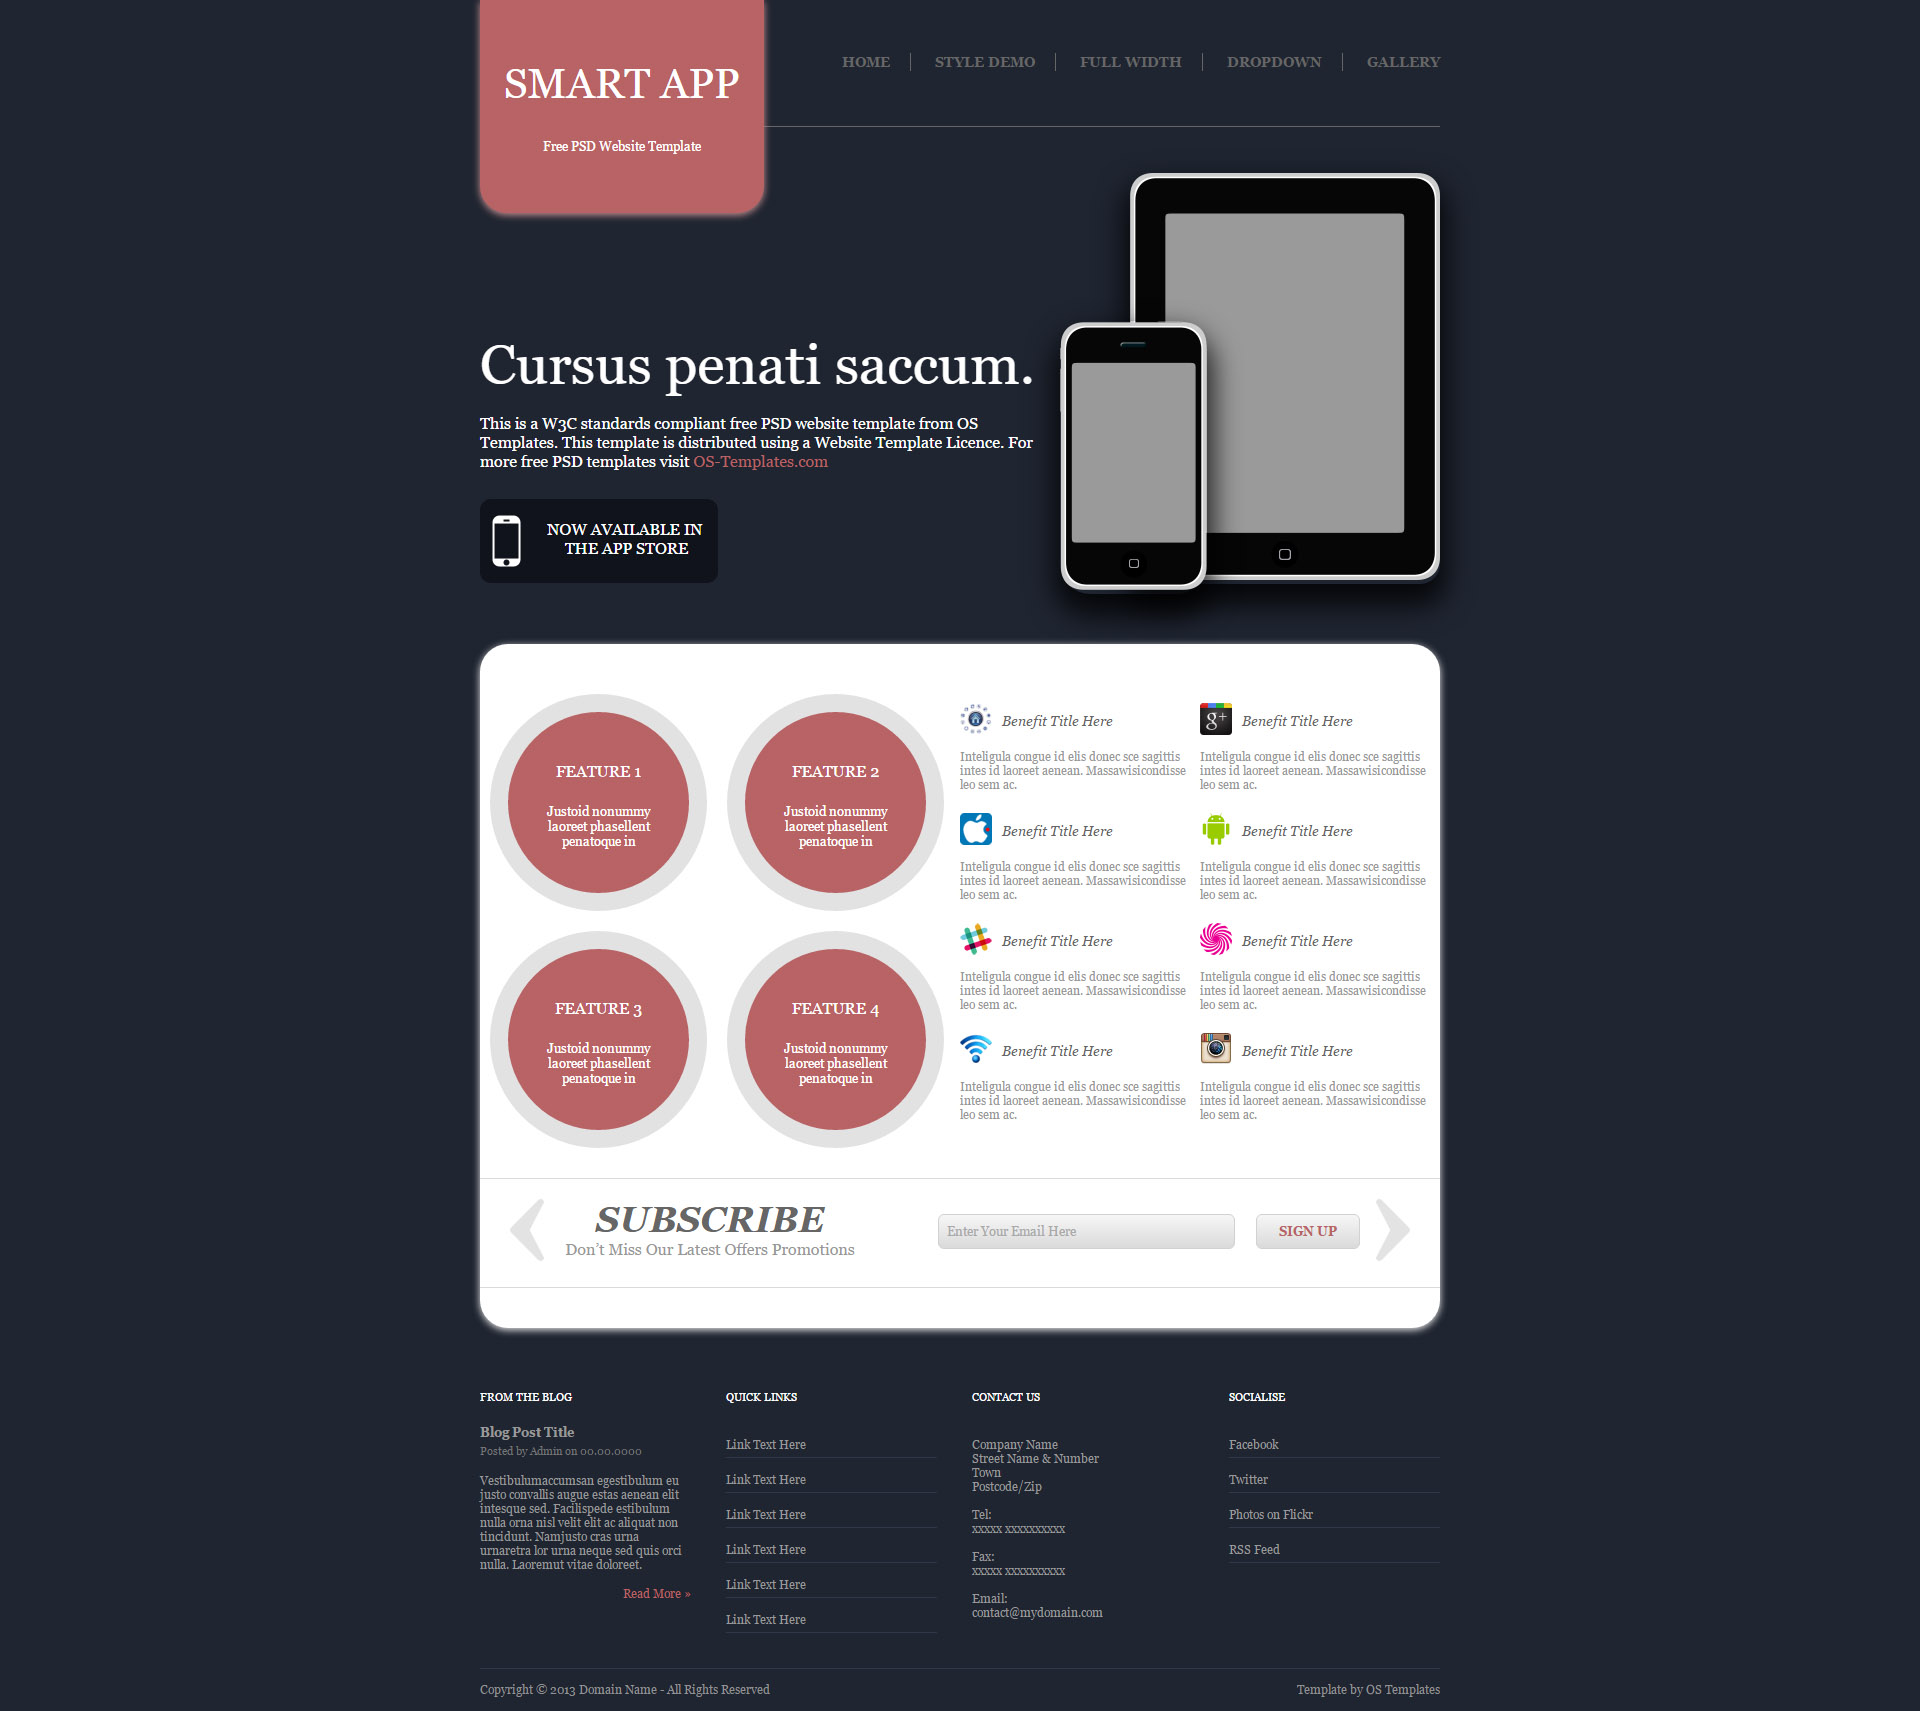 SMART APP
Free PSD Website Template
HOME
STYLE DEMO
FULL WIDTH
DROPDOWN
GALLERY
Cursus penati saccum.
This is a W3C standards compliant free PSD website template from OS
Templates. This template is distributed using a Website Template Licence. For
more free PSD templates visit OS-Templates.com
NOW AVAILABLE IN
THE APP STORE
FEATURE 1
Justoid nonummy
laoreet phasellent
penatoque in
FEATURE 2
Justoid nonummy
laoreet phasellent
penatoque in
FEATURE 3
Justoid nonummy
laoreet phasellent
penatoque in
FEATURE 4
Justoid nonummy
laoreet phasellent
penatoque in
Benefit Title Here
Inteligula congue id elis donec sce sagittis
intes id laoreet aenean. Massawisicondisse
leo sem ac.
g+
Benefit Title Here
Inteligula congue id elis donec sce sagittis
intes id laoreet aenean. Massawisicondisse
leo sem ac.
Benefit Title Here
Inteligula congue id elis donec sce sagittis
intes id laoreet aenean. Massawisicondisse
leo sem ac.
Benefit Title Here
Inteligula congue id elis donec sce sagittis
intes id laoreet aenean. Massawisicondisse
leo sem ac.
Benefit Title Here
Inteligula congue id elis donec sce sagittis
intes id laoreet aenean. Massawisicondisse
leo sem ac.
Benefit Title Here
Inteligula congue id elis donec sce sagittis
intes id laoreet aenean. Massawisicondisse
leo sem ac.
Benefit Title Here
Inteligula congue id elis donec sce sagittis
intes id laoreet aenean. Massawisicondisse
leo sem ac.
Benefit Title Here
Inteligula congue id elis donec sce sagittis
intes id laoreet aenean. Massawisicondisse
leo sem ac.
SUBSCRIBE
Don't Miss Our Latest Offers Promotions
Enter Your Email Here
SIGN UP
FROM THE BLOG
Blog Post Title
Posted by Admin on 00.00.0000
Vestibulumaccumsan egestibulum eu
justo convallis augue estas aenean elit
intesque sed. Facilispede estibulum
nulla orna nisl velit elit ac aliquat non
tincidunt. Namjusto cras urna
urnaretra lor urna neque sed quis orci
nulla. Laoremut vitae doloreet.
Read More »
QUICK LINKS
Link Text Here
Link Text Here
Link Text Here
Link Text Here
Link Text Here
Link Text Here
CONTACT US
Company Name
Street Name & Number
Town
Postcode/Zip
Tel:
xxxxx xxxxxxxxxx
Fax:
xxxxx xxxxxxxxxx
Email:
contact@mydomain.com
SOCIALISE
Facebook
Twitter
Photos on Flickr
RSS Feed
Copyright © 2013 Domain Name - All Rights Reserved
Template by OS Templates